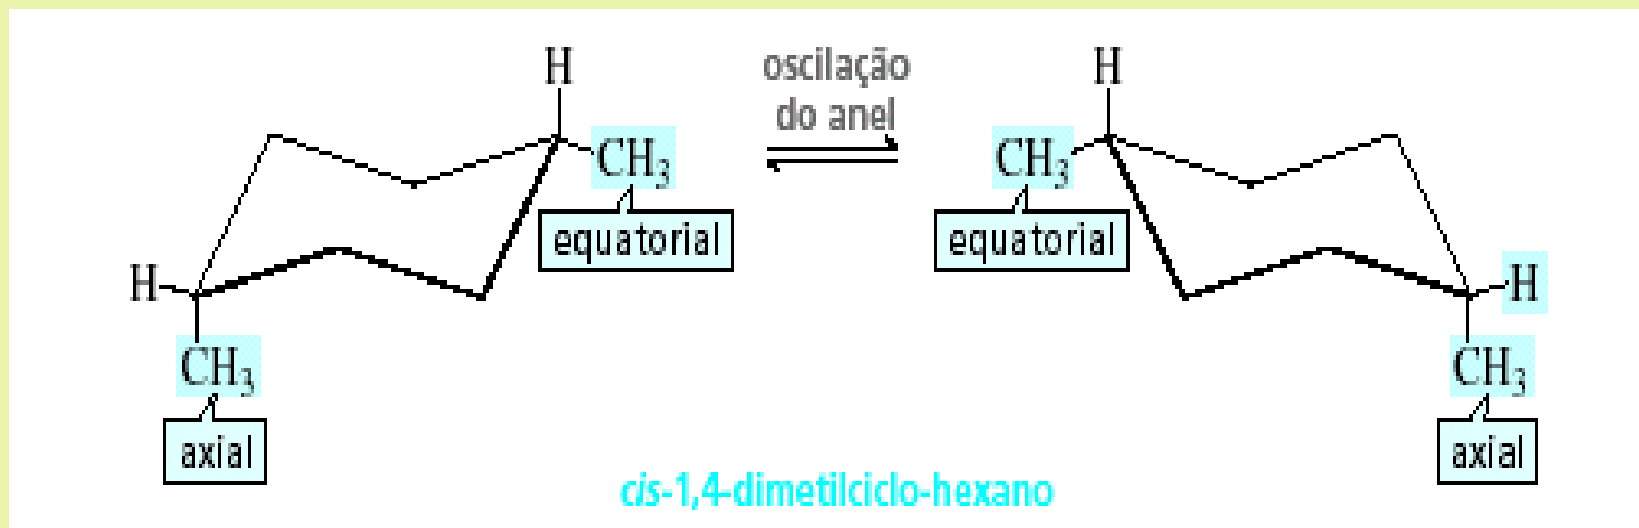 H
oscilação
do anel
H
CH3
CH3
equatorial
equatorial
H
H
CH3
CH3
axial
axial
cis-1,4-dimetilciclo-hexano